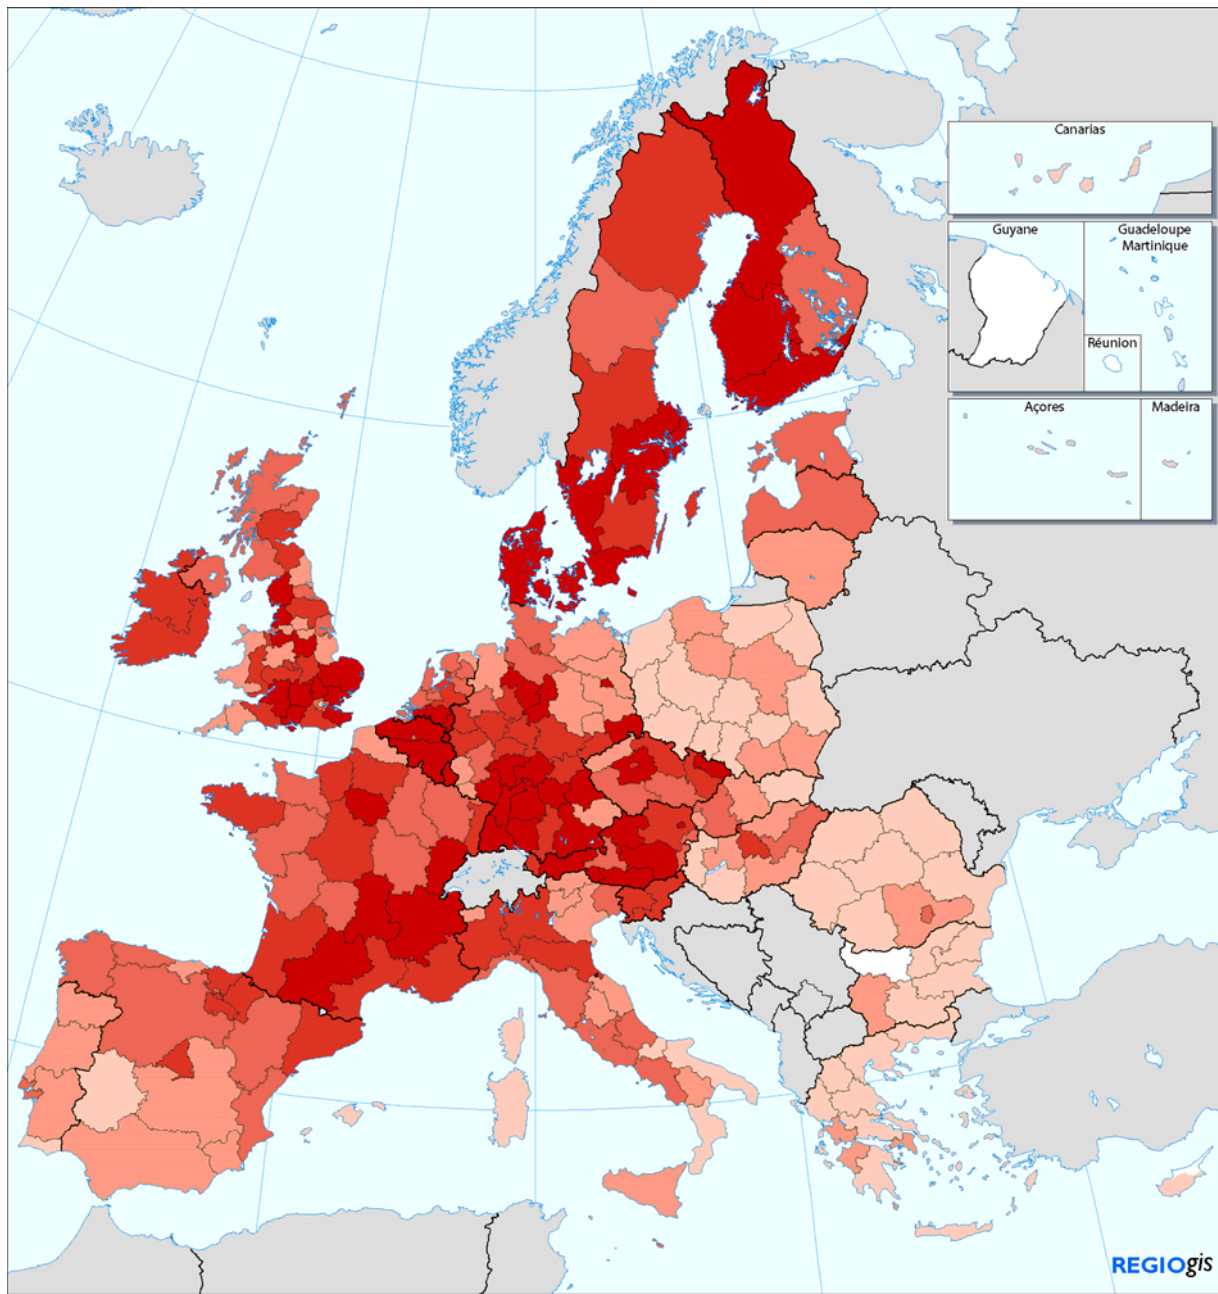 Canarias
Guyane
Guadeloupe
Martinique
Réunion
Açores
Madeira
REGIOgis